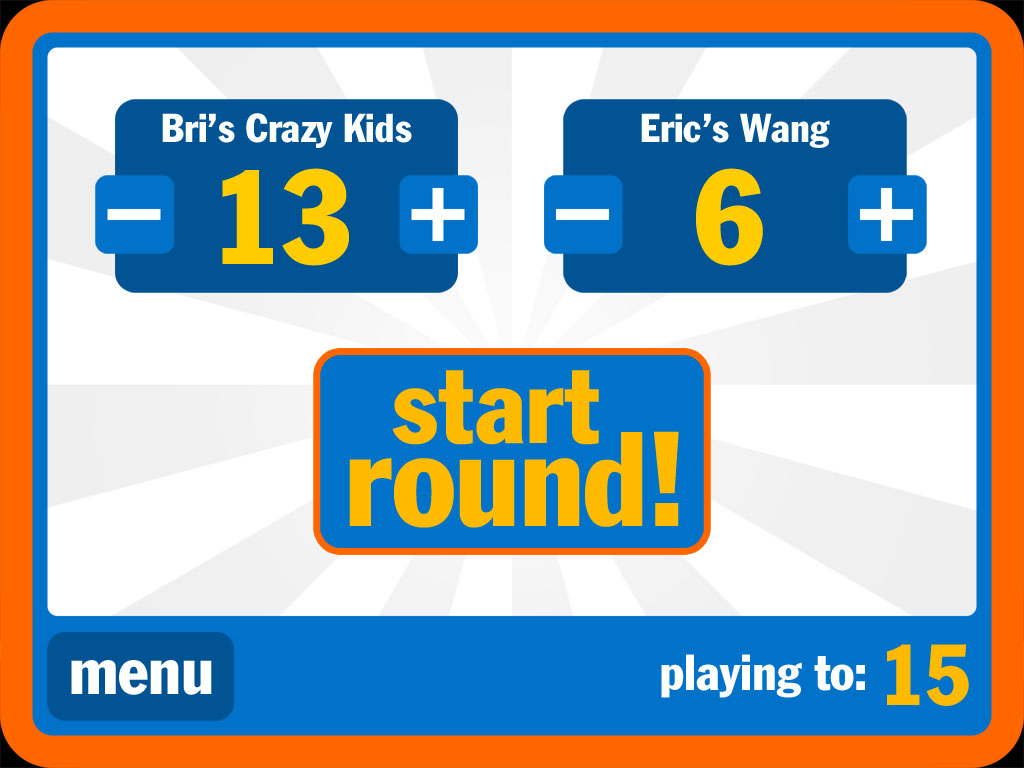 Bri’s Crazy Kids
Eric’s Wang
− 13 +
− 6 +
start
round!
menu
playing to: 15